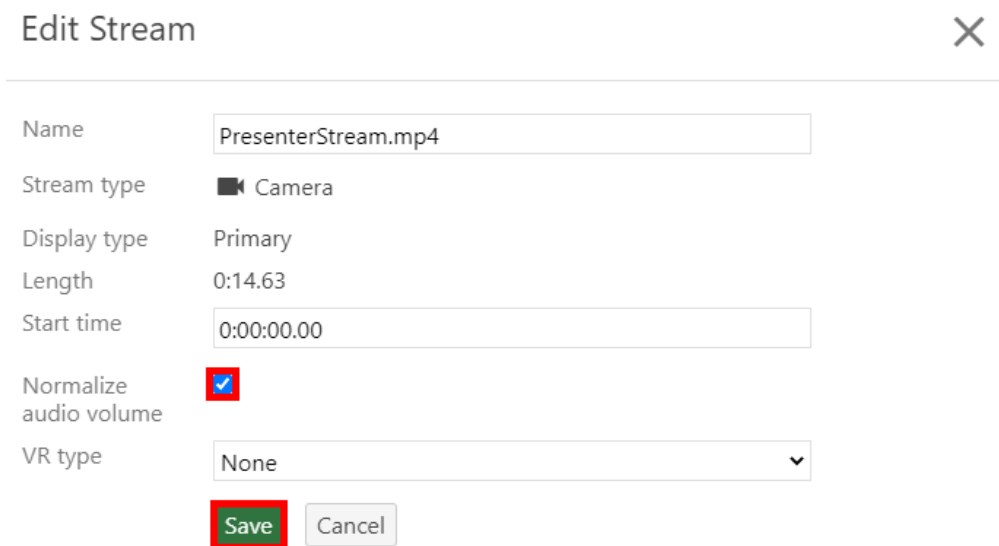 Edit Stream
Name PresenterStream.mp4
Stream type Camera
Display type Primary
Length 0:14.63
Start time 0:00:00.00
Normalize
audio volume
VR type None
Save Cancel